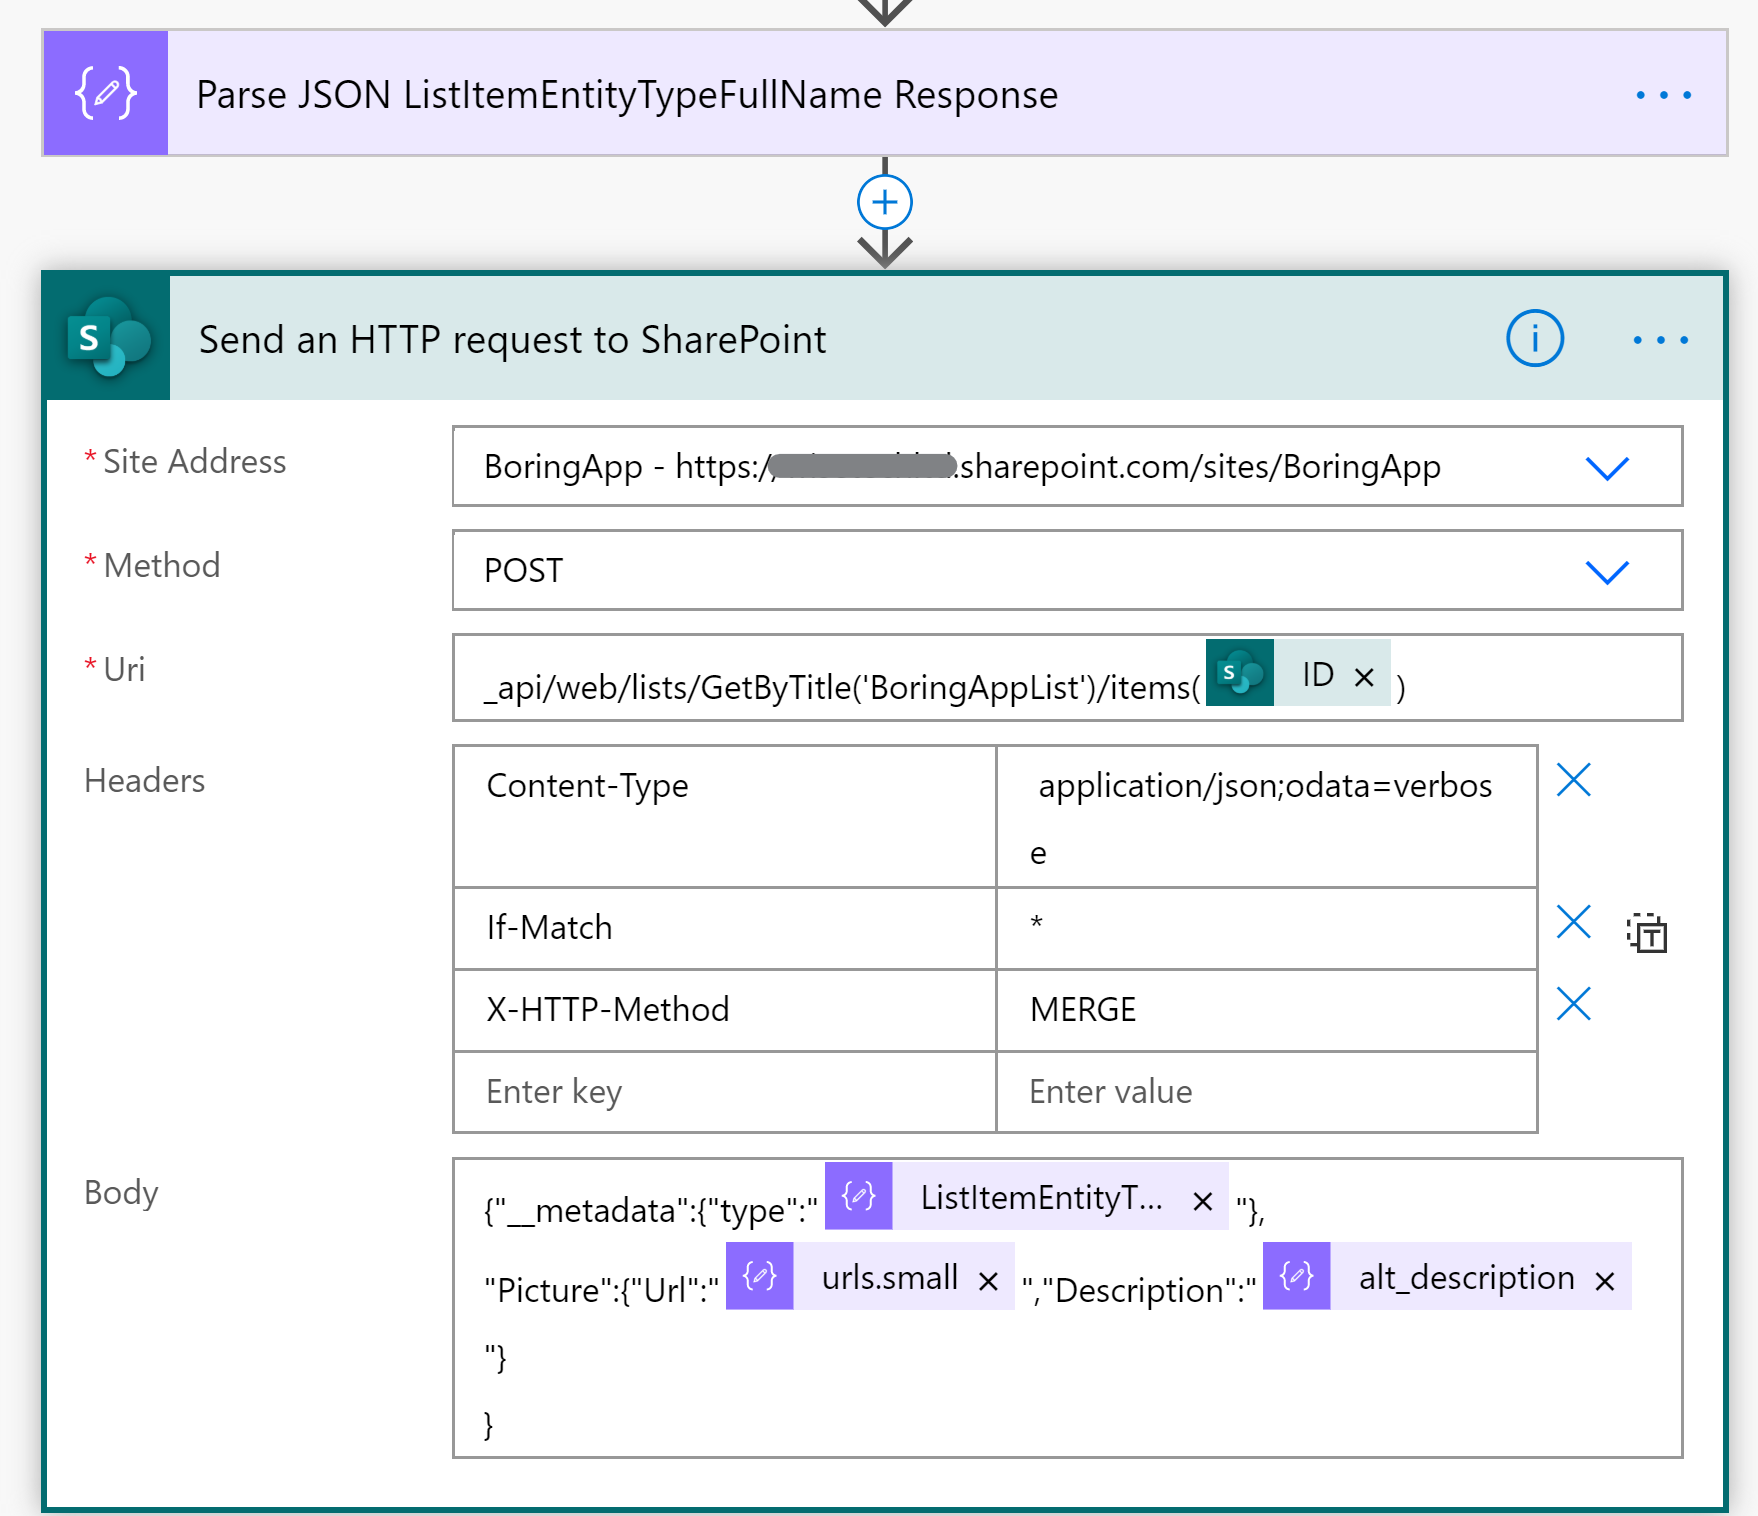 Parse JSON ListItemEntityTypeFullName Response
S
Send an HTTP request to SharePoint
i
* Site Address
BoringApp - https:/ .sharepoint.com/sites/BoringApp
* Method
POST
* Uri
_api/web/lists/GetByTitle('BoringAppList')/items( S ID × )
Headers
Content-Type
application/json;odata=verbos
e
If-Match
*
T
X-HTTP-Method
MERGE
Enter key
Enter value
Body
{"__metadata":{"type":" ListItemEntityT... × "},
"Picture":{"Url":" urls.small × ","Description":" alt_description ×
"}
}